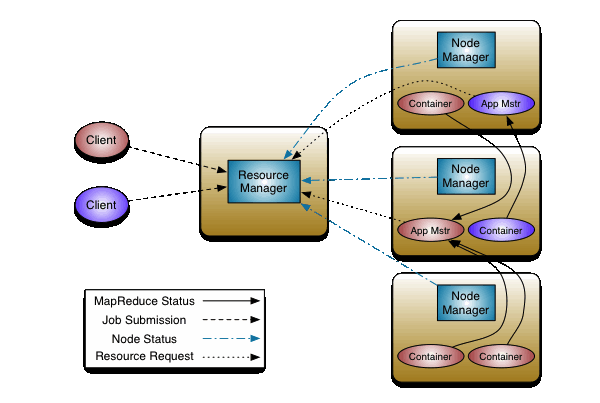 Node
Manager
Container
App Mstr
Client
Client
Resource
Manager
Node
Manager
App Mstr
Container
Node
Manager
Container
Container
MapReduce Status
Job Submission
Node Status
Resource Request